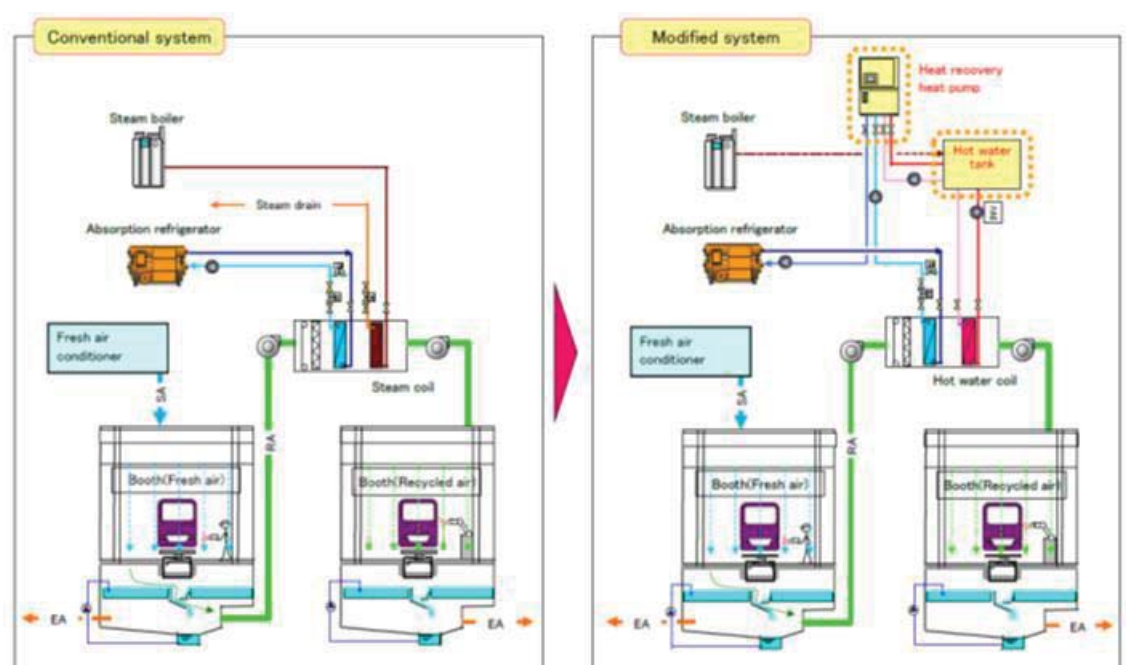 Conventional system
Steam boiler
Steam drain
Absorption refrigerator
Fresh air
conditioner
SA
RA
Steam coil
Booth(Fresh air)
Booth(Recycled air)
EA
EA
Modified system
Heat recovery
heat pump
Steam boiler
Hot water
tank
INV
Absorption refrigerator
Fresh air
conditioner
SA
RA
Hot water coil
Booth(Fresh air)
Booth(Recycled air)
EA
EA